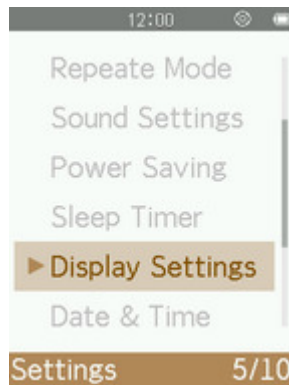 12:00
Repeate Mode
Sound Settings
Power Saving
Sleep Timer
Display Settings
Date & Time
Settings 5/10